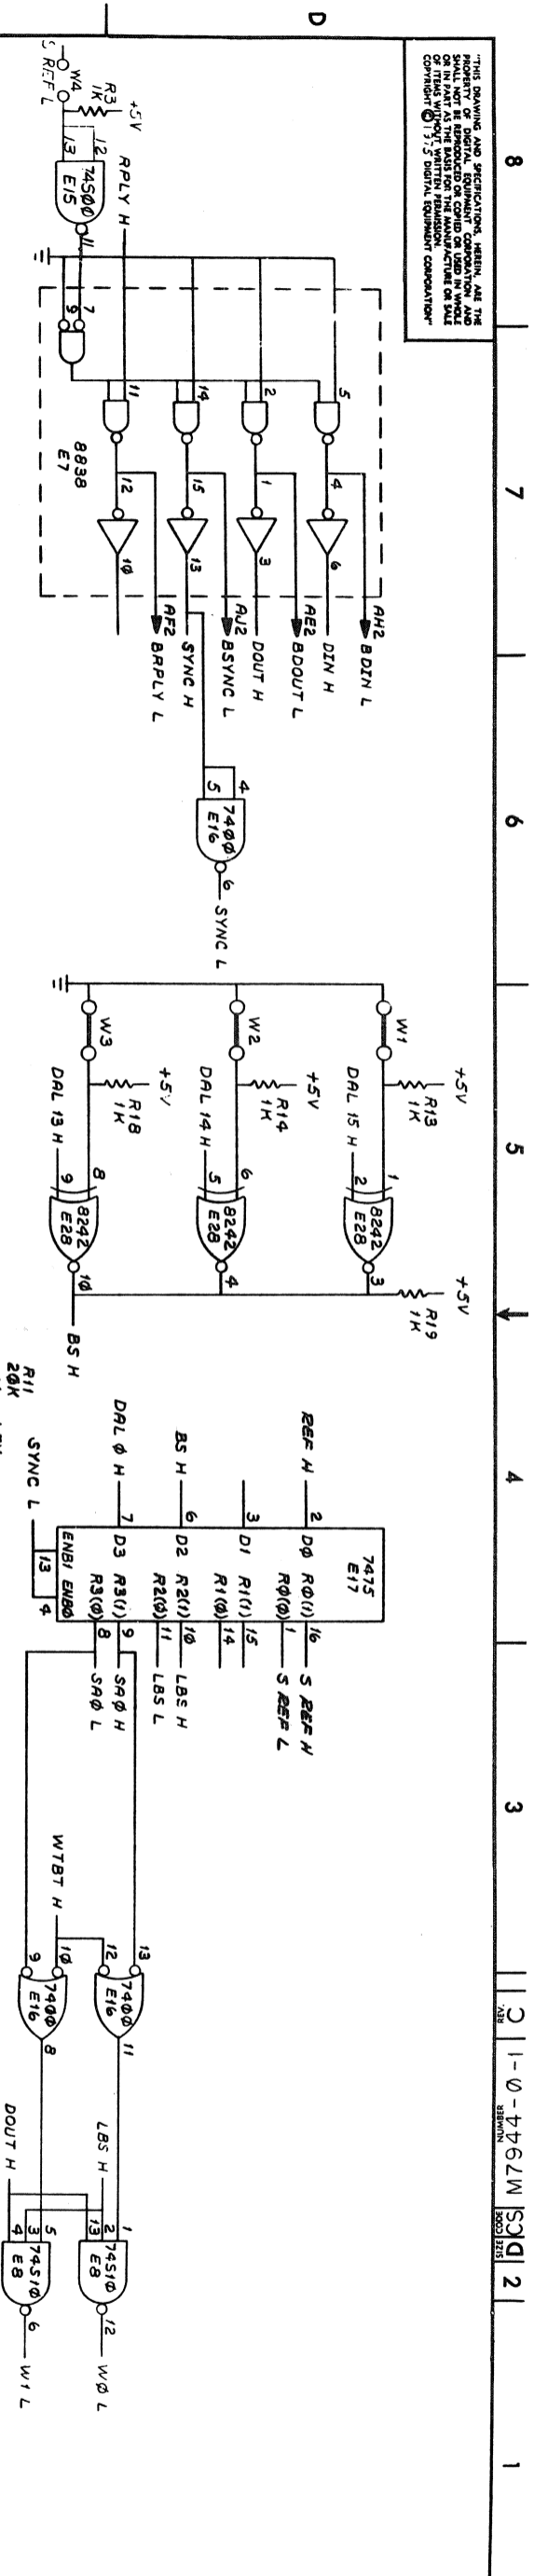 D
8
7
6
5
4
3
2
1
"THIS DRAWING AND SPECIFICATIONS, HEREIN, ARE THE
PROPERTY OF DIGITAL EQUIPMENT CORPORATION AND
SHALL NOT BE REPRODUCED OR COPIED OR USED IN WHOLE
OR IN PART AS THE BASIS FOR THE MANUFACTURE OR SALE
OF ITEMS WITHOUT WRITTEN PERMISSION.
COPYRIGHT © 1975 DIGITAL EQUIPMENT CORPORATION"
REV.
C
NUMBER
M7944-0-1
SIZE CODE
D CS
S REF L
W4
R3
1K
+5V
13
12
74S00
E15
11
RPLY H
7
9
11
14
2
5
8838
E7
12
15
1
4
10
13
3
6
AH2
BDIN L
DIN H
AE2
BDOUT L
DOUT H
AJ2
BSYNC L
SYNC H
AF2
BRPLY L
4
5
7400
E16
6
SYNC L
W1
+5V
R13
1K
DAL 15 H
1
2
8242
E28
3
+5V
R19
1K
W2
+5V
R14
1K
DAL 14 H
6
5
8242
E28
4
W3
+5V
R18
1K
DAL 13 H
8
9
8242
E28
10
BS H
R11
20K
SYNC L
REF H
BS H
DAL 0 H
2
3
6
7
7475
E17
D0 R0(1)
R0(0)
D1 R1(1)
R1(0)
D2 R2(1)
R2(0)
D3 R3(1)
R3(0)
ENB1 ENB0
13
4
16
1
15
14
10
11
9
8
S REF H
S REF L
LBS H
LBS L
SA0 H
SA0 L
WTBT H
13
12
7400
E16
11
10
9
7400
E16
8
LBS H
DOUT H
1
2
13
74S10
E8
12
W0 L
5
3
4
74S10
E8
6
W1 L